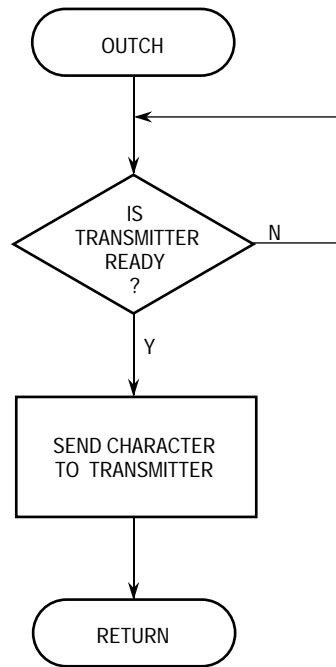 OUTCH
IS
TRANSMITTER
READY
?
N
Y
SEND CHARACTER
TO TRANSMITTER
RETURN